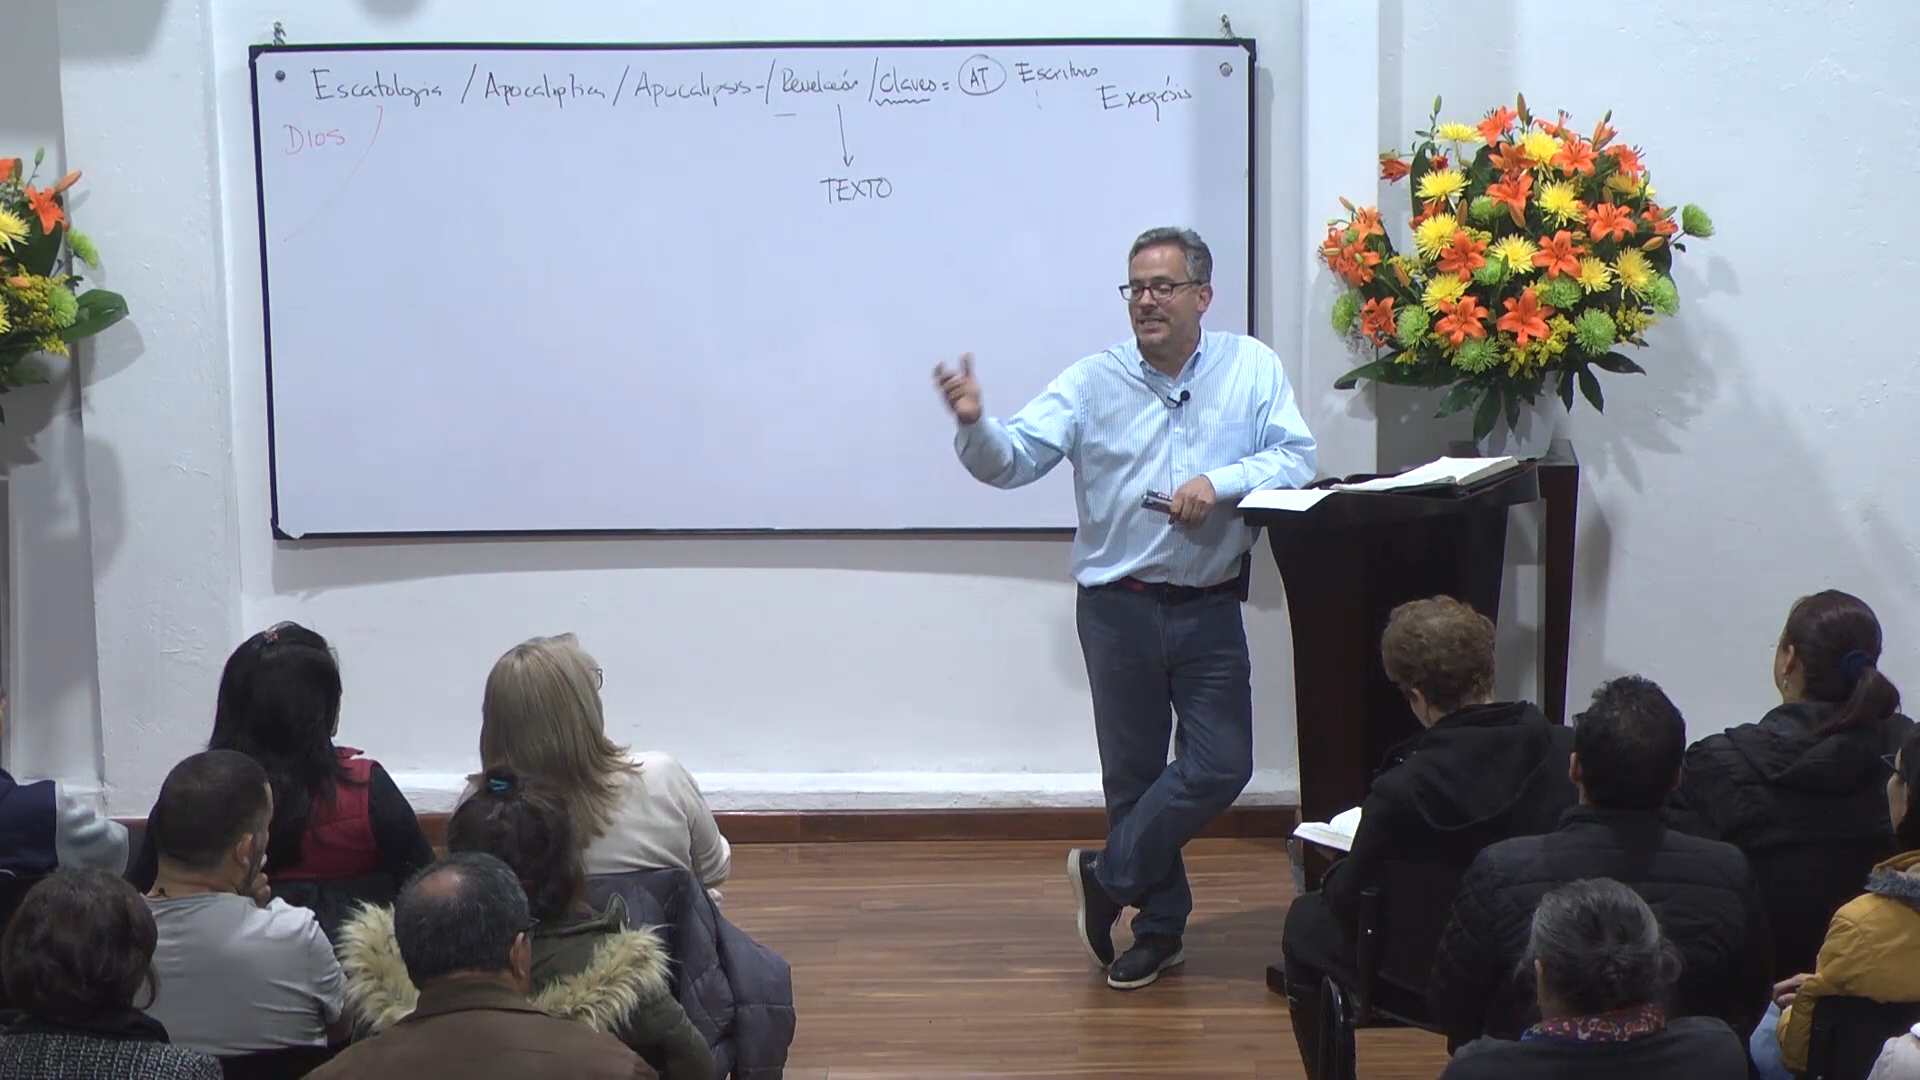 Escatologia / Apocaliptica / Apocalipsis - / Revelación / Claves = AT Escritura
Exegésis
DIOS
TEXTO